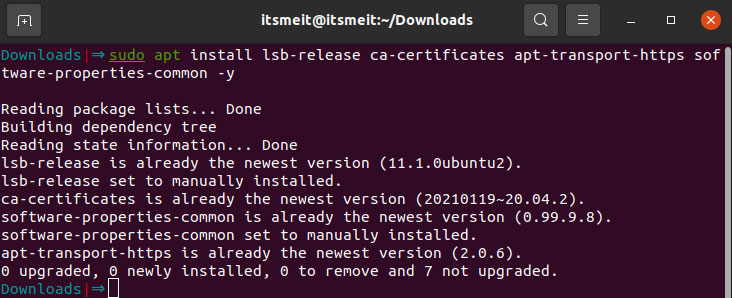 itsmeit@itsmeit:~/Downloads
Downloads|⇒ sudo apt install lsb-release ca-certificates apt-transport-https sof
tware-properties-common -y
Reading package lists... Done
Building dependency tree
Reading state information... Done
lsb-release is already the newest version (11.1.0ubuntu2).
lsb-release set to manually installed.
ca-certificates is already the newest version (20210119~20.04.2).
software-properties-common is already the newest version (0.99.9.8).
software-properties-common set to manually installed.
apt-transport-https is already the newest version (2.0.6).
0 upgraded, 0 newly installed, 0 to remove and 7 not upgraded.
Downloads|⇒